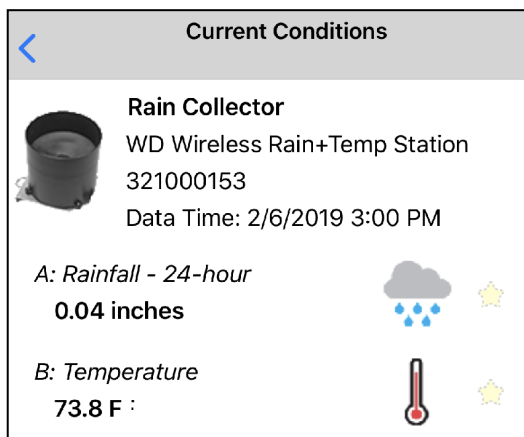 Current Conditions
Rain Collector
WD Wireless Rain+Temp Station
321000153
Data Time: 2/6/2019 3:00 PM
A: Rainfall - 24-hour
0.04 inches
B: Temperature
73.8 F :